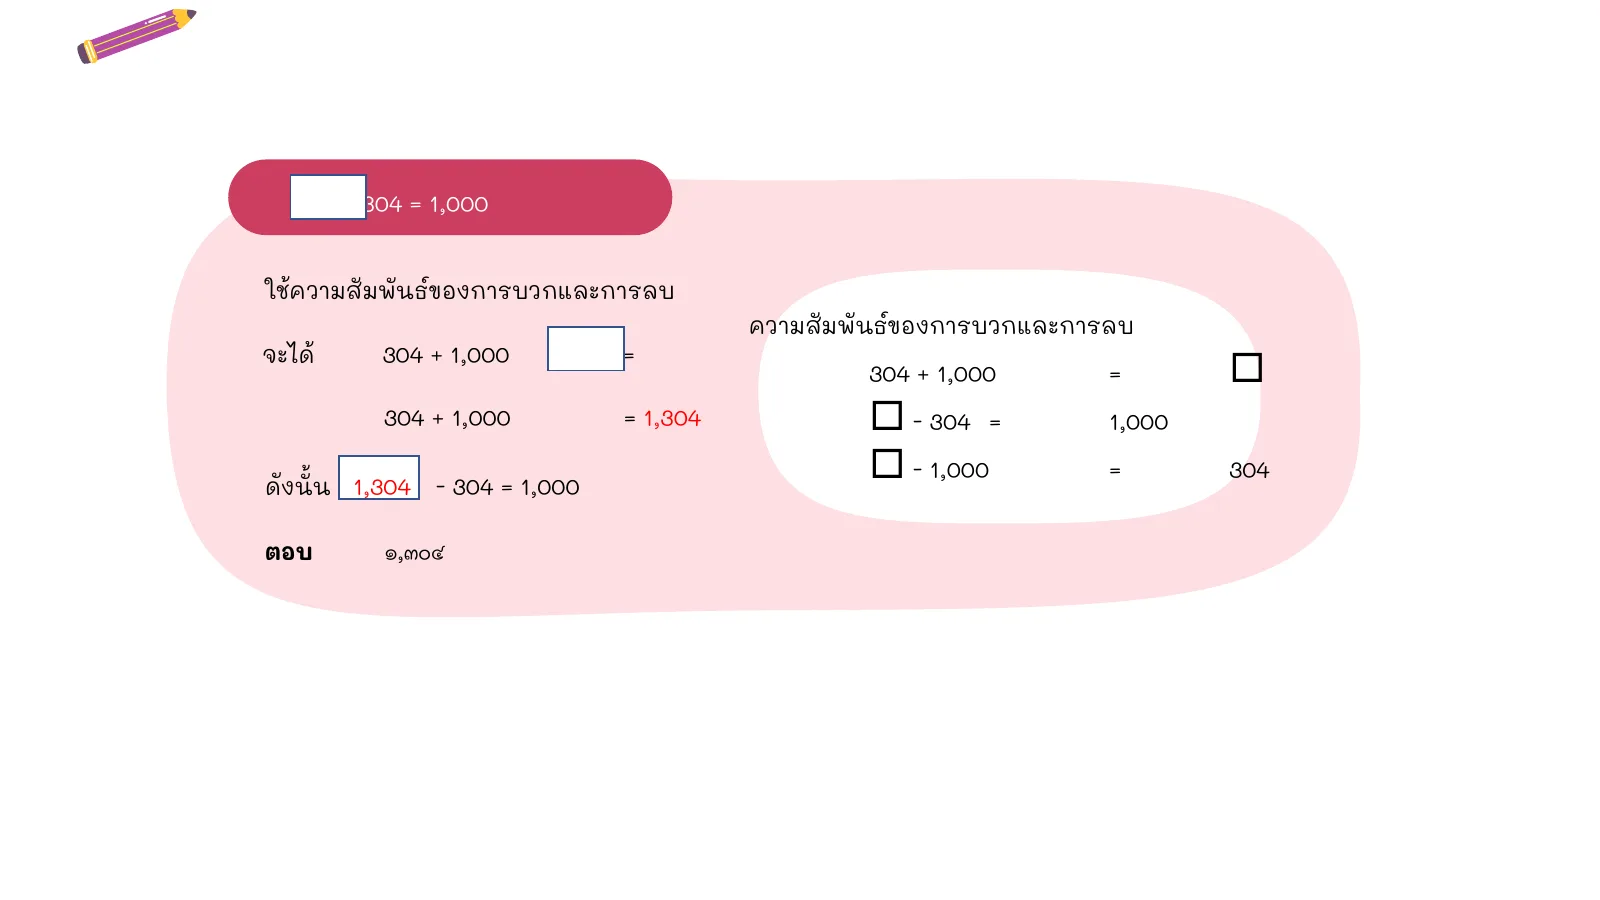 304 = 1,000
ใช้ความสัมพันธ์ของการบวกและการลบ
จะได้ 304 + 1,000 =
304 + 1,000 = 1,304
ดังนั้น 1,304 - 304 = 1,000
ตอบ ๑,๓๐๔
ความสัมพันธ์ของการบวกและการลบ
304 + 1,000 = □
□ - 304 = 1,000
□ - 1,000 = 304